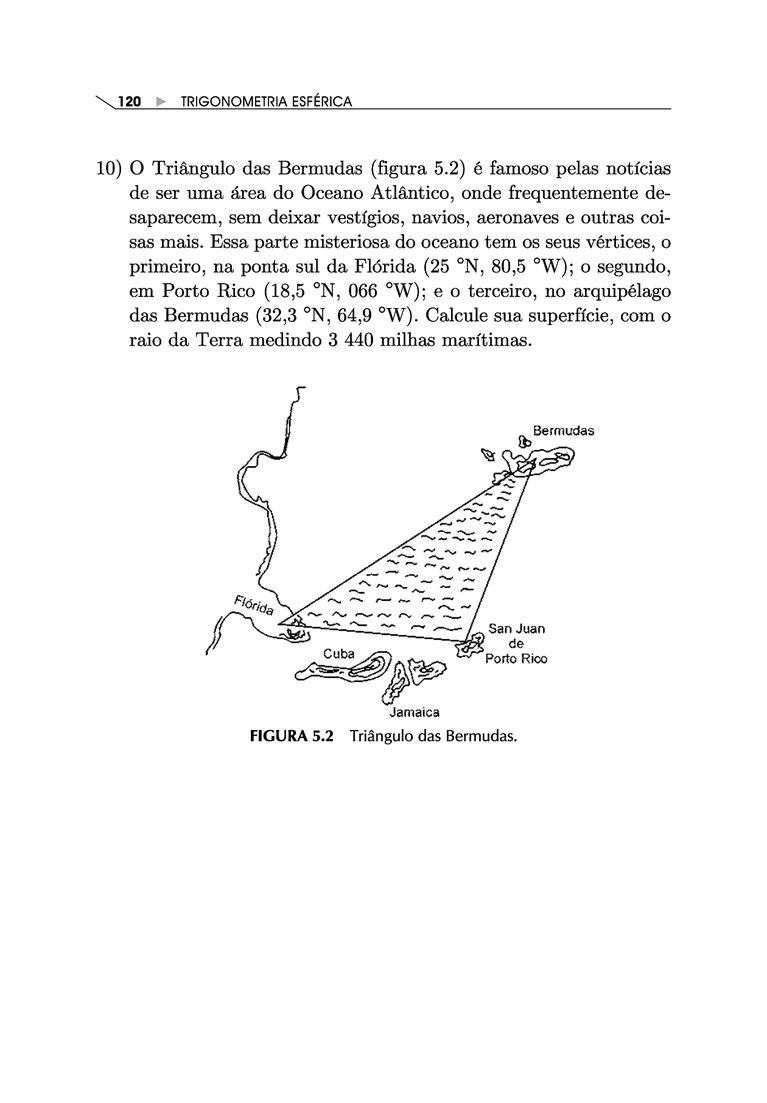 120 ► TRIGONOMETRIA ESFÉRICA
10) O Triângulo das Bermudas (figura 5.2) é famoso pelas notícias
de ser uma área do Oceano Atlântico, onde frequentemente de-
saparecem, sem deixar vestígios, navios, aeronaves e outras coi-
sas mais. Essa parte misteriosa do oceano tem os seus vértices, o
primeiro, na ponta sul da Flórida (25 °N, 80,5 °W); o segundo,
em Porto Rico (18,5 °N, 066 °W); e o terceiro, no arquipélago
das Bermudas (32,3 °N, 64,9 °W). Calcule sua superfície, com o
raio da Terra medindo 3 440 milhas marítimas.
Bermudas
Flórida
San Juan
de
Porto Rico
Cuba
Jamaica
FIGURA 5.2 Triângulo das Bermudas.